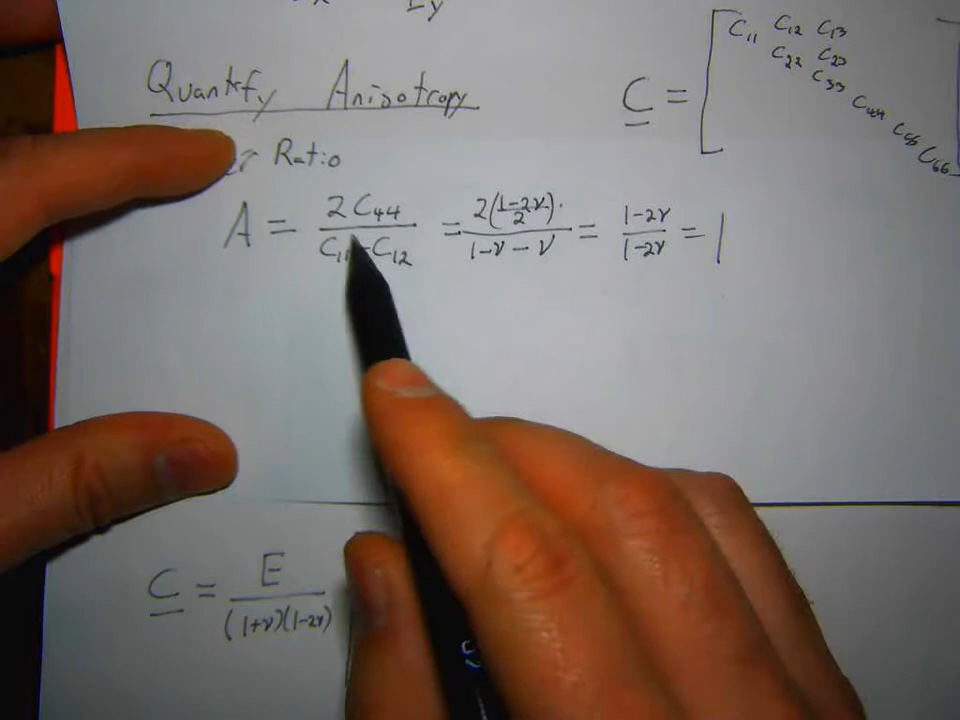 Quantify Anisotropy
Ratio
A = 2C₄₄ / (C₁₁ - C₁₂) = 2((1-2ν)/2) / (1-ν-ν) = (1-2ν)/(1-2ν) = 1
C = [ C₁₁ C₁₂ C₁₃
C₂₂ C₂₃
C₃₃
C₄₄
C₅₅
C₆₆
C = E / ((1+ν)(1-2ν))